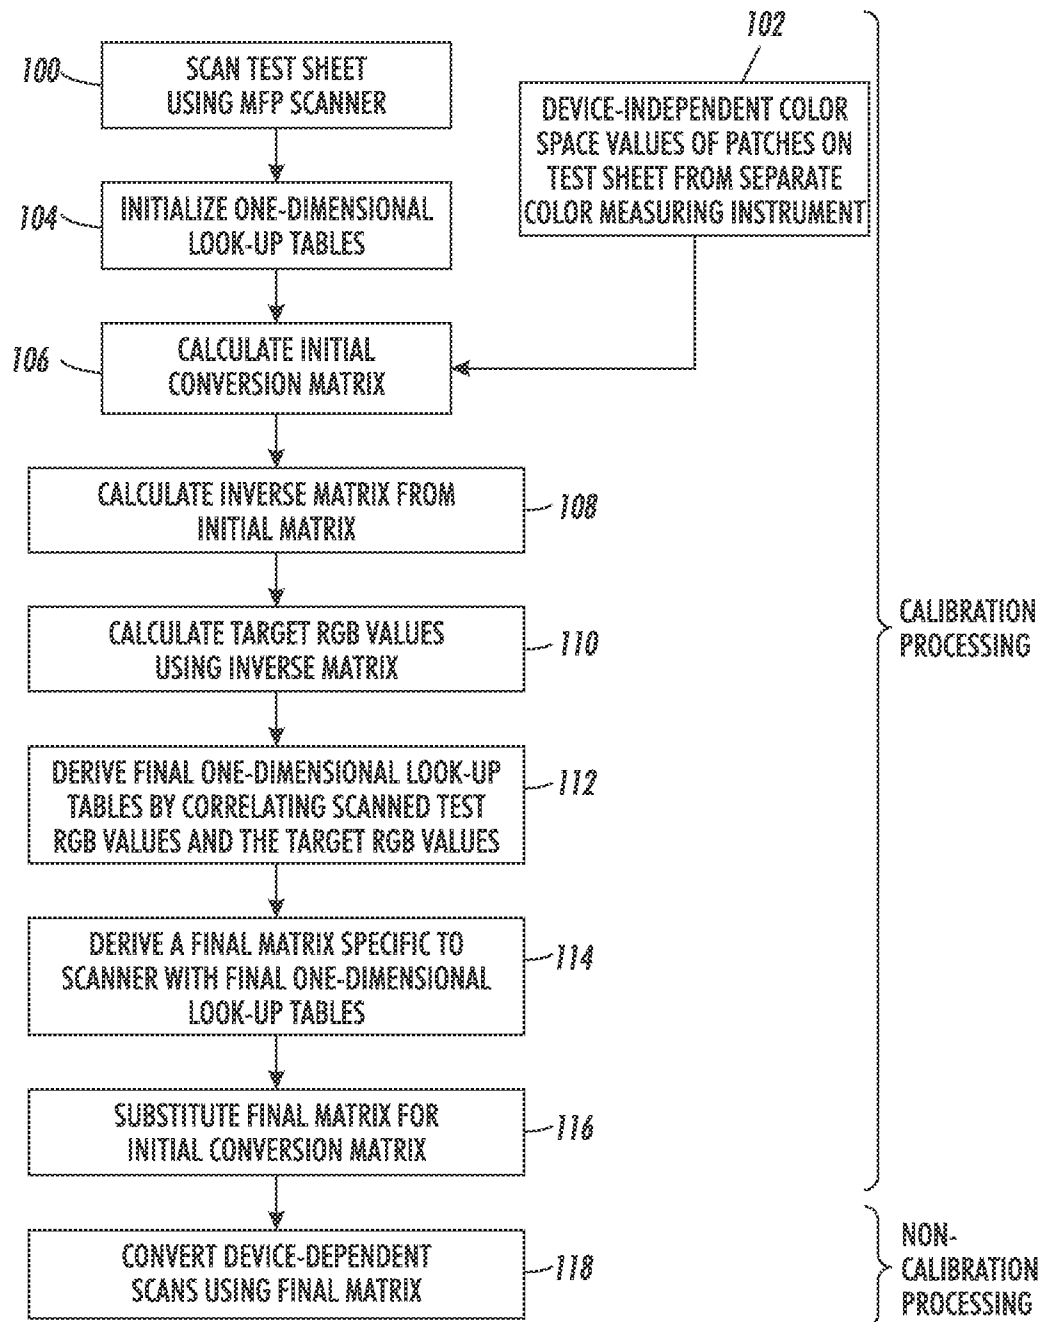 100
SCAN TEST SHEET
USING MFP SCANNER
102
DEVICE-INDEPENDENT COLOR
SPACE VALUES OF PATCHES ON
TEST SHEET FROM SEPARATE
COLOR MEASURING INSTRUMENT
104
INITIALIZE ONE-DIMENSIONAL
LOOK-UP TABLES
106
CALCULATE INITIAL
CONVERSION MATRIX
CALCULATE INVERSE MATRIX FROM
INITIAL MATRIX
108
CALCULATE TARGET RGB VALUES
USING INVERSE MATRIX
110
CALIBRATION
PROCESSING
DERIVE FINAL ONE-DIMENSIONAL LOOK-UP
TABLES BY CORRELATING SCANNED TEST
RGB VALUES AND THE TARGET RGB VALUES
112
DERIVE A FINAL MATRIX SPECIFIC TO
SCANNER WITH FINAL ONE-DIMENSIONAL
LOOK-UP TABLES
114
SUBSTITUTE FINAL MATRIX FOR
INITIAL CONVERSION MATRIX
116
CONVERT DEVICE-DEPENDENT
SCANS USING FINAL MATRIX
118
NON-
CALIBRATION
PROCESSING